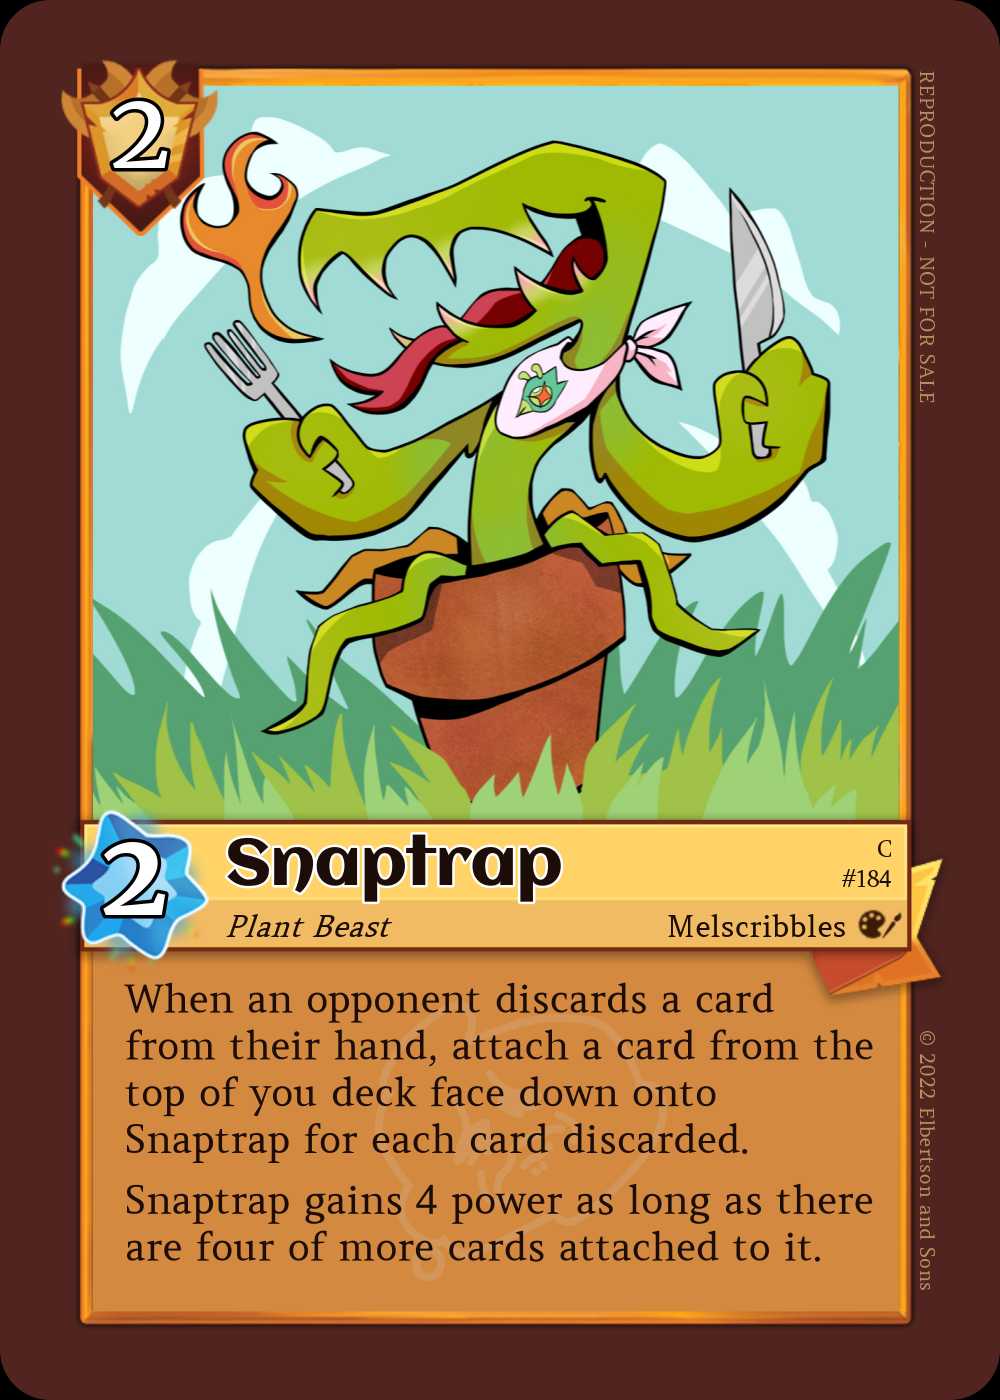 2
REPRODUCTION - NOT FOR SALE
2
Snaptrap
C
#184
Plant Beast
Melscribbles
When an opponent discards a card
from their hand, attach a card from the
top of you deck face down onto
Snaptrap for each card discarded.
Snaptrap gains 4 power as long as there
are four of more cards attached to it.
© 2022 Elbertson and Sons